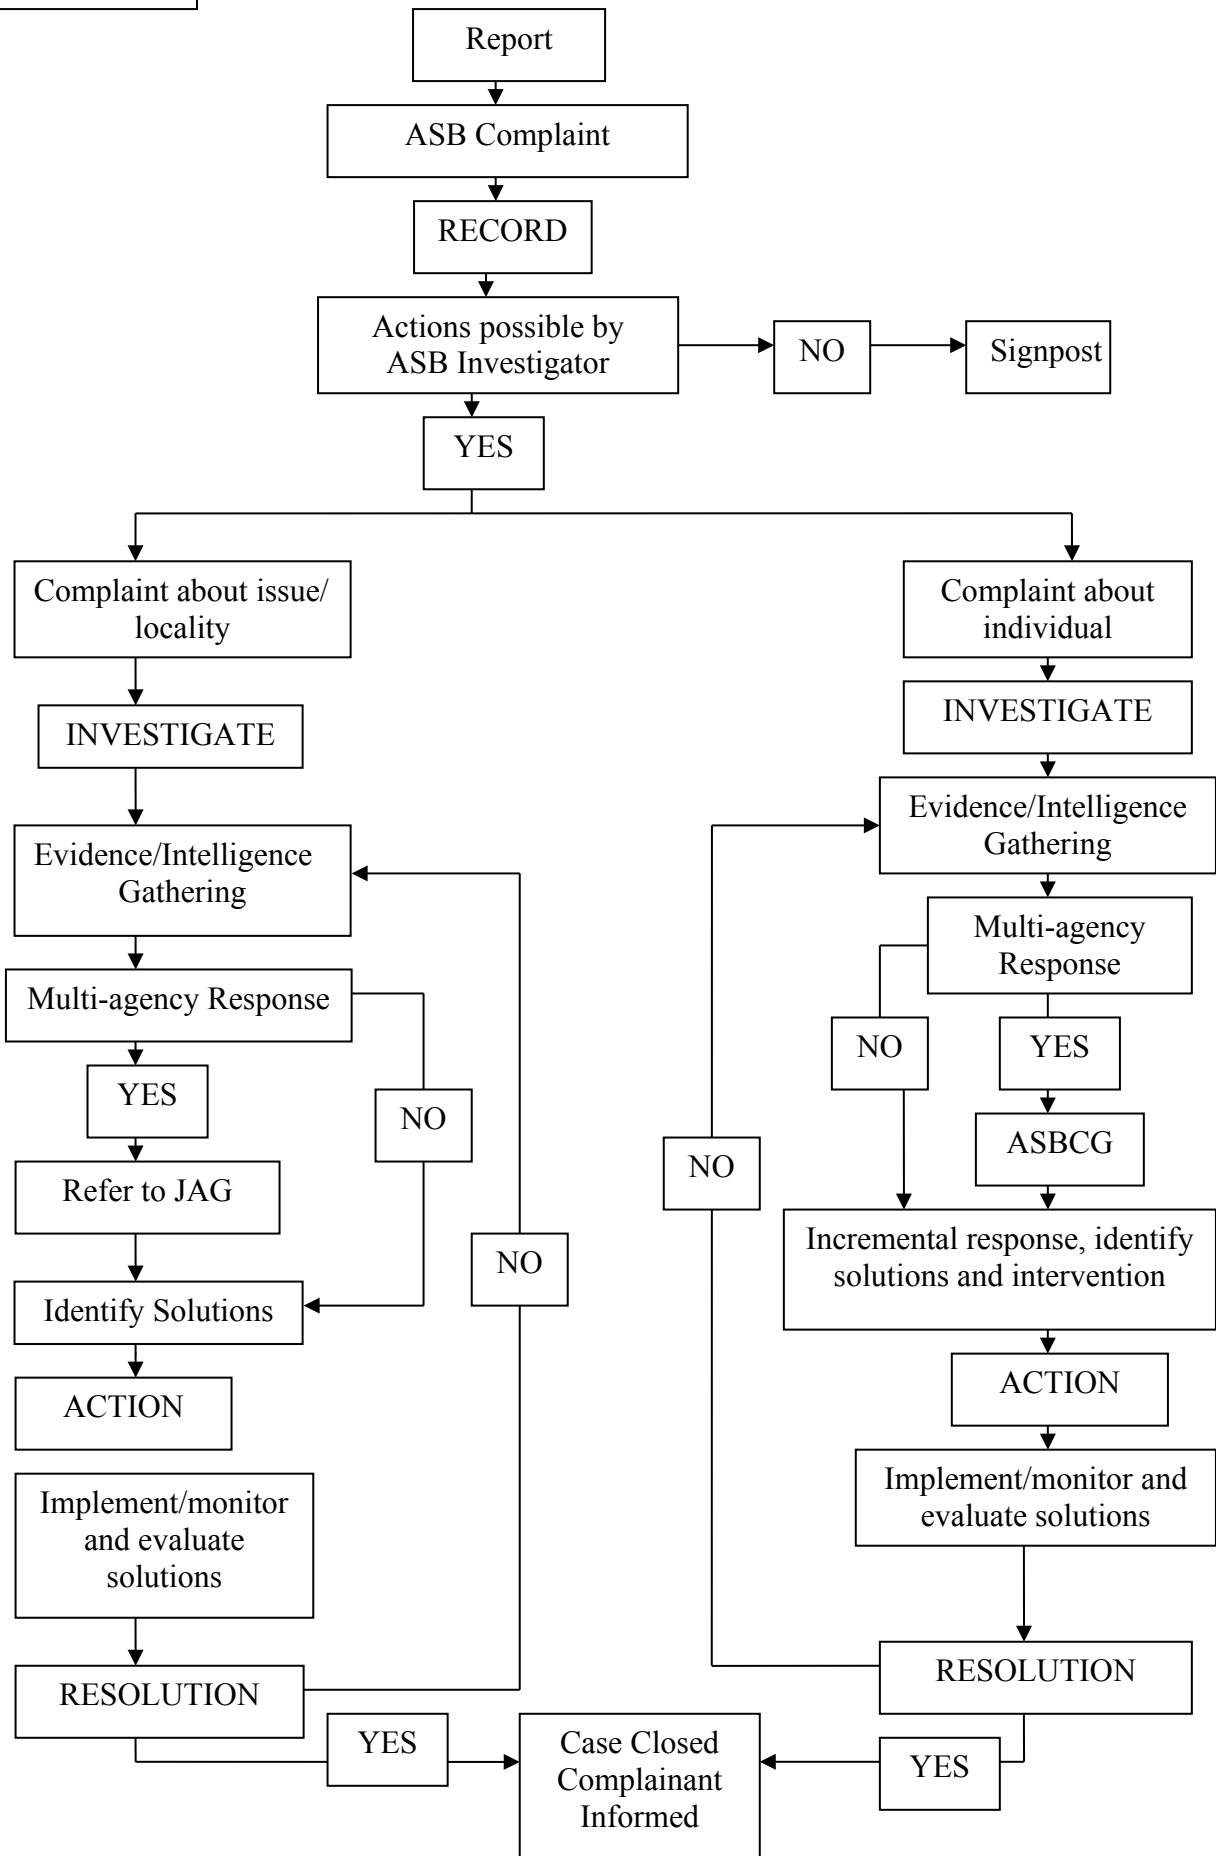 Report
ASB Complaint
RECORD
Actions possible by
ASB Investigator
NO
Signpost
YES
Complaint about issue/
locality
INVESTIGATE
Evidence/Intelligence
Gathering
Multi-agency Response
YES
NO
Refer to JAG
Identify Solutions
ACTION
Implement/monitor
and evaluate
solutions
RESOLUTION
NO
YES
Complaint about
individual
INVESTIGATE
Evidence/Intelligence
Gathering
Multi-agency
Response
NO
YES
ASBCG
Incremental response, identify
solutions and intervention
ACTION
Implement/monitor and
evaluate solutions
RESOLUTION
NO
YES
Case Closed
Complainant
Informed